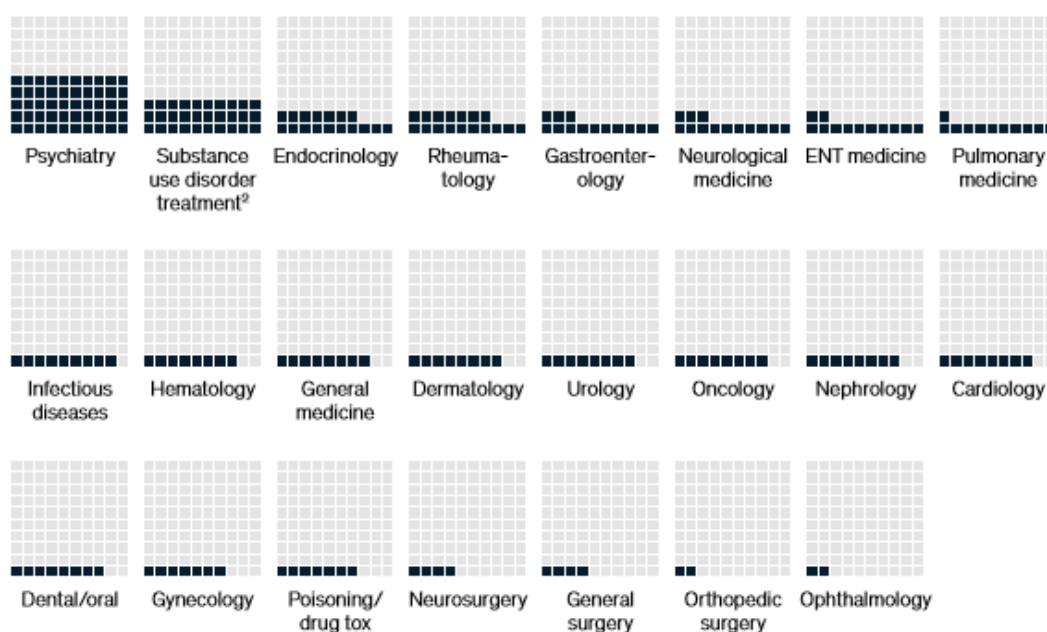 Psychiatry
Substance
use disorder
treatment²
Endocrinology
Rheuma-
tology
Gastroenter-
ology
Neurological
medicine
ENT medicine
Pulmonary
medicine
Infectious
diseases
Hematology
General
medicine
Dermatology
Urology
Oncology
Nephrology
Cardiology
Dental/oral
Gynecology
Poisoning/
drug tox
Neurosurgery
General
surgery
Orthopedic
surgery
Ophthalmology